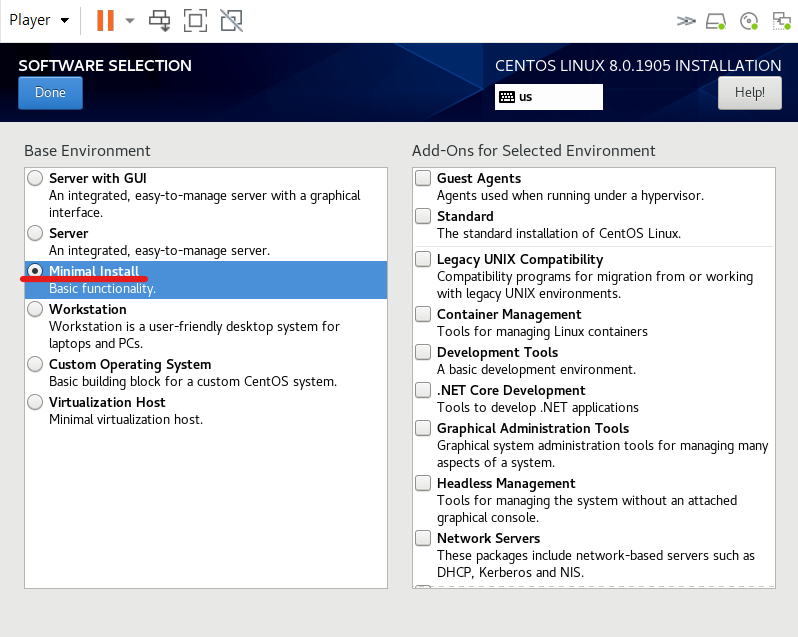 Player
SOFTWARE SELECTION
CENTOS LINUX 8.0.1905 INSTALLATION
Done
us
Help!
Base Environment
Server with GUI
An integrated, easy-to-manage server with a graphical
interface.
Server
An integrated, easy-to-manage server.
Minimal Install
Basic functionality.
Workstation
Workstation is a user-friendly desktop system for
laptops and PCs.
Custom Operating System
Basic building block for a custom CentOS system.
Virtualization Host
Minimal virtualization host.
Add-Ons for Selected Environment
Guest Agents
Agents used when running under a hypervisor.
Standard
The standard installation of CentOS Linux.
Legacy UNIX Compatibility
Compatibility programs for migration from or working
with legacy UNIX environments.
Container Management
Tools for managing Linux containers
Development Tools
A basic development environment.
.NET Core Development
Tools to develop .NET applications
Graphical Administration Tools
Graphical system administration tools for managing many
aspects of a system.
Headless Management
Tools for managing the system without an attached
graphical console.
Network Servers
These packages include network-based servers such as
DHCP, Kerberos and NIS.